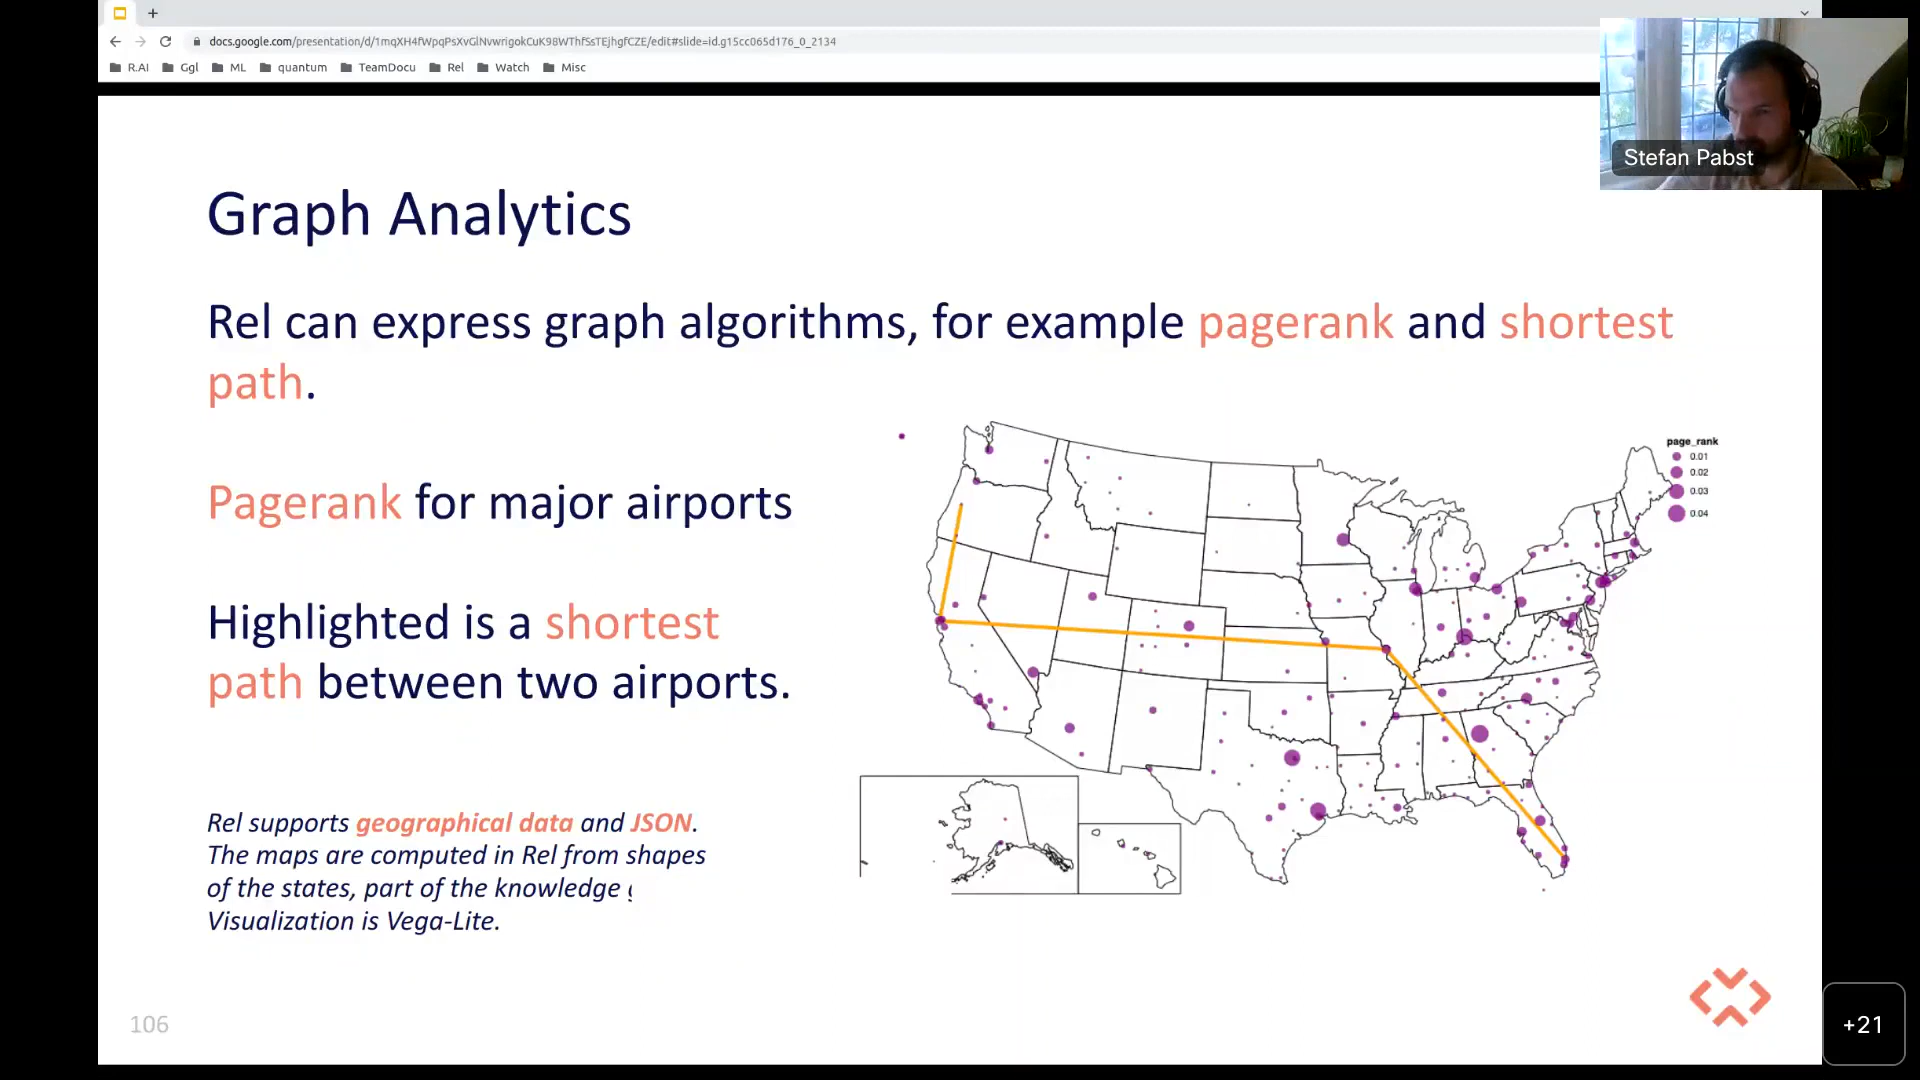 docs.google.com/presentation/d/1mqXH4fWpqPsXvGlNvwrigokCuK98WThfSsTEjhgfCZE/edit#slide=id.g15cc065d176_0_2134
R.AI Ggl ML quantum TeamDocu Rel Watch Misc
Stefan Pabst
Graph Analytics
Rel can express graph algorithms, for example pagerank and shortest
path.
Pagerank for major airports
Highlighted is a shortest
path between two airports.
Rel supports geographical data and JSON.
The maps are computed in Rel from shapes
of the states, part of the knowledge
Visualization is Vega-Lite.
page_rank
0.01
0.02
0.03
0.04
106
+21